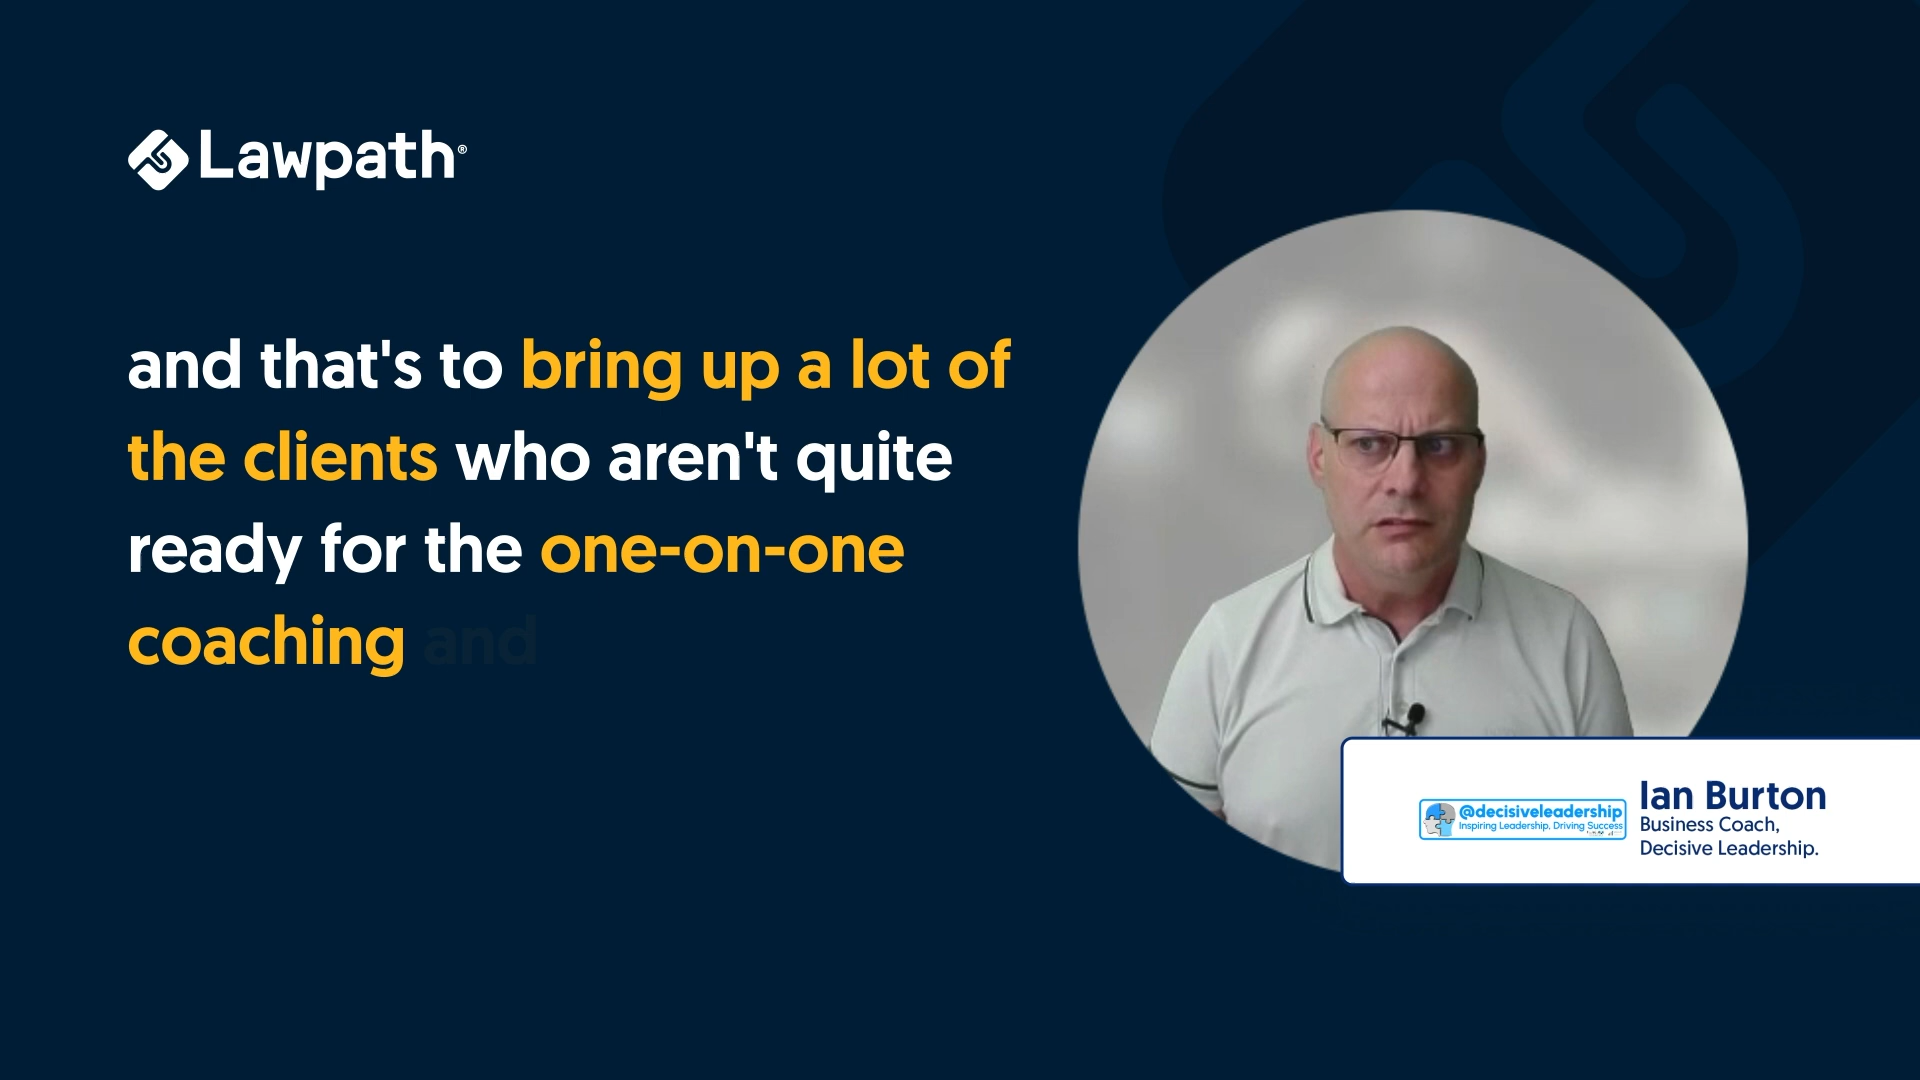 Lawpath®
and that's to bring up a lot of
the clients who aren't quite
ready for the one-on-one
coaching and
@decisiveleadership
Inspiring Leadership. Driving Success
Ian Burton
Business Coach,
Decisive Leadership.